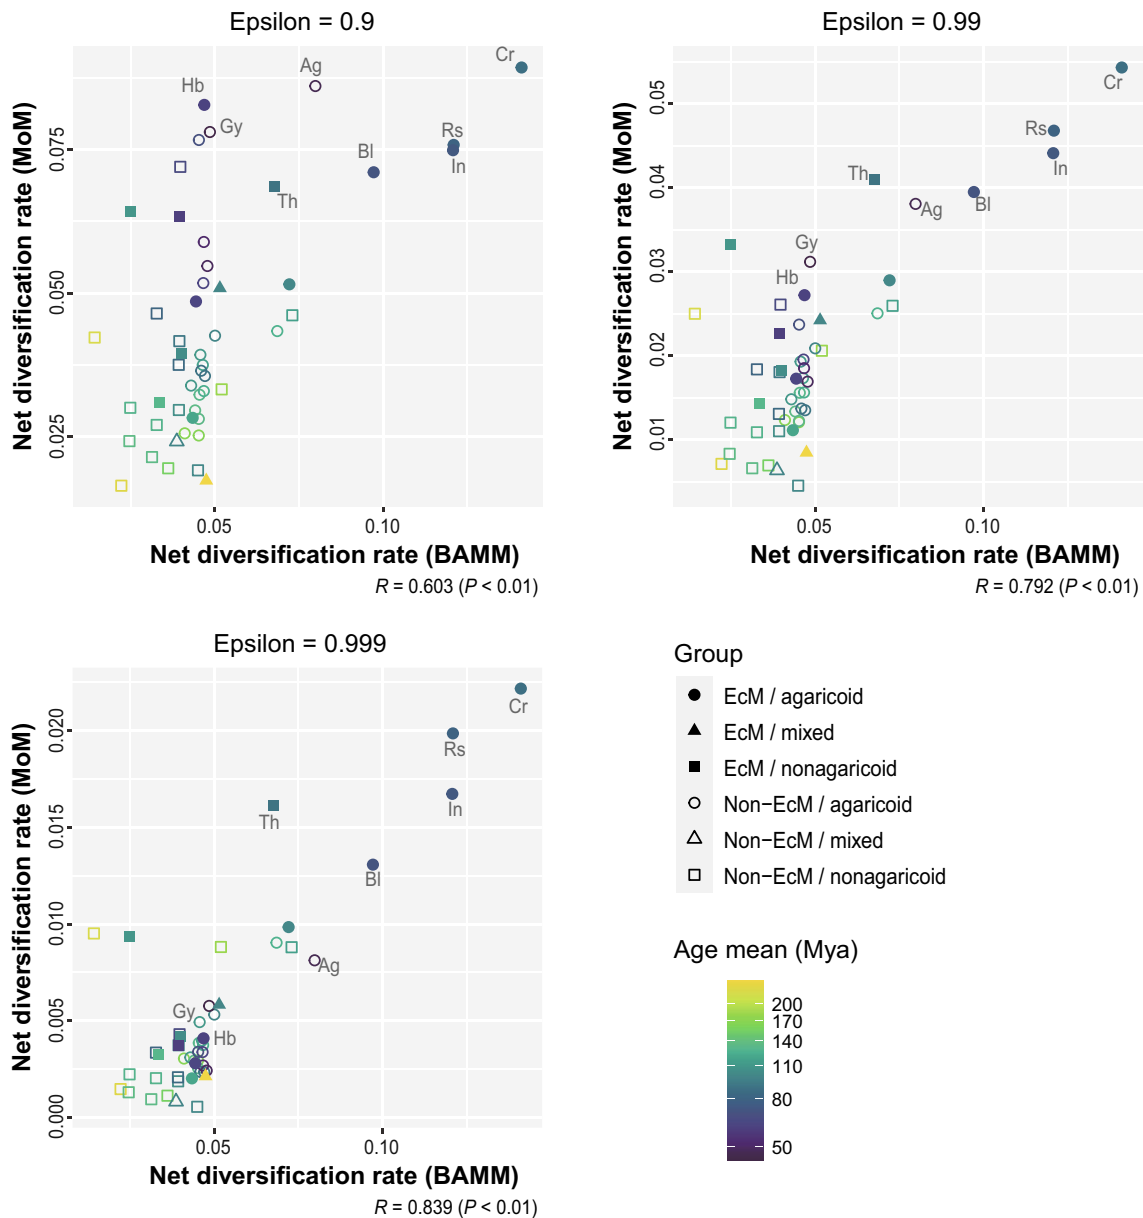 Epsilon = 0.9
Net diversification rate (MoM)
0.075
0.050
0.025
Cr
Ag
Hb
Gy
Rs
In
Bl
Th
0.05
0.10
Net diversification rate (BAMM)
R = 0.603 (P < 0.01)
Epsilon = 0.99
Net diversification rate (MoM)
0.05
0.04
0.03
0.02
0.01
Cr
Rs
In
Th
Ag
Bl
Gy
Hb
0.05
0.10
Net diversification rate (BAMM)
R = 0.792 (P < 0.01)
Epsilon = 0.999
Net diversification rate (MoM)
0.020
0.015
0.010
0.005
0.000
Cr
Rs
In
Th
Bl
Ag
Gy
Hb
0.05
0.10
Net diversification rate (BAMM)
R = 0.839 (P < 0.01)
Group
EcM / agaricoid
EcM / mixed
EcM / nonagaricoid
Non−EcM / agaricoid
Non−EcM / mixed
Non−EcM / nonagaricoid
Age mean (Mya)
200
170
140
110
80
50